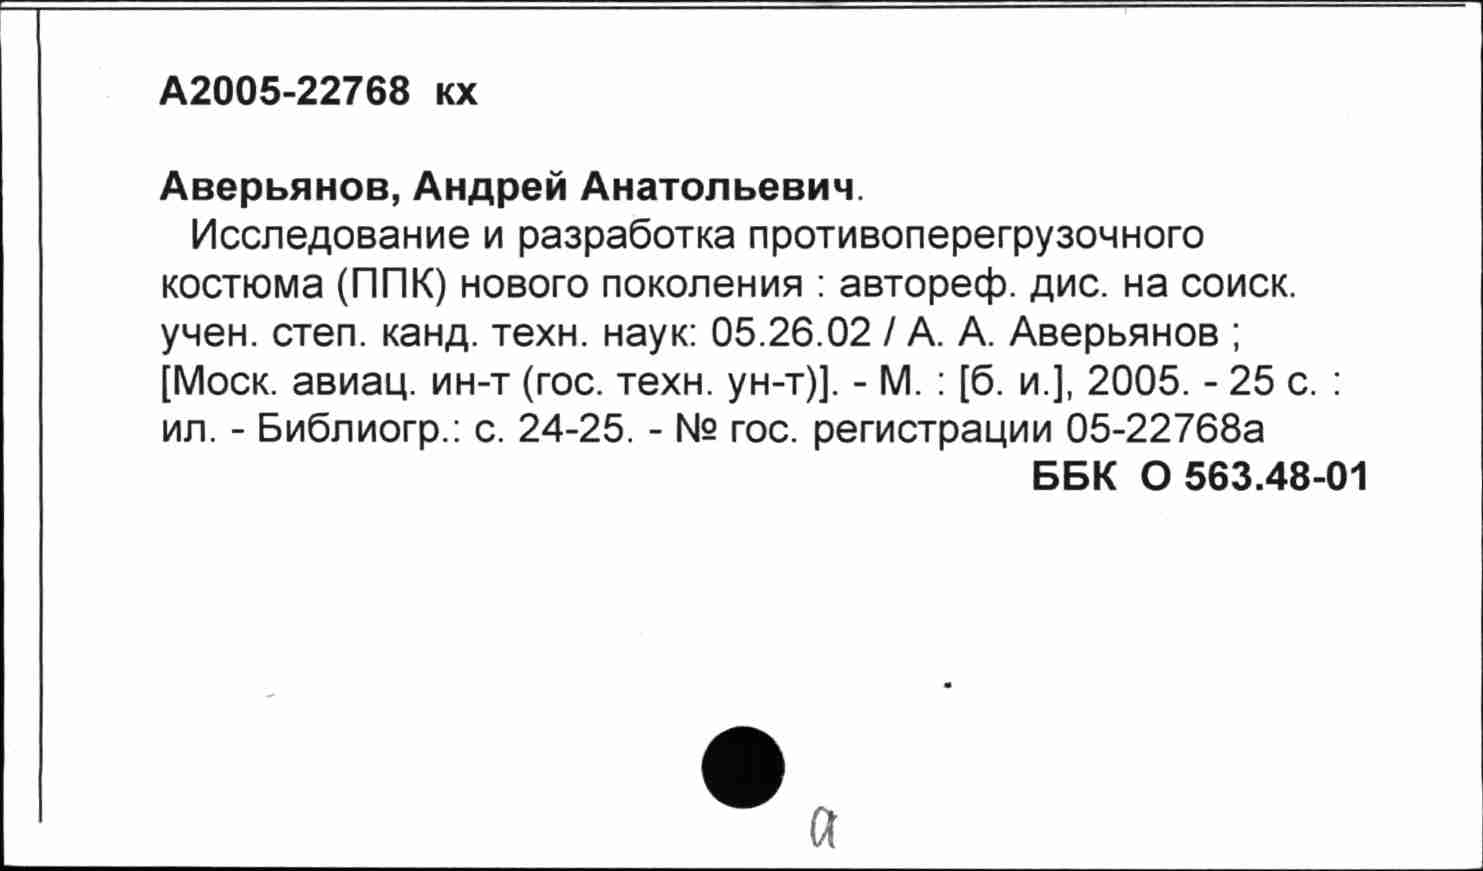 А2005-22768 кх
Аверьянов, Андрей Анатольевич.
Исследование и разработка противоперегрузочного
костюма (ППК) нового поколения : автореф. дис. на соиск.
учен. степ. канд. техн. наук: 05.26.02 / А. А. Аверьянов ;
[Моск. авиац. ин-т (гос. техн. ун-т)]. - М. : [б. и.], 2005. - 25 с. :
ил. - Библиогр.: с. 24-25. - № гос. регистрации 05-22768а
ББК О 563.48-01
а